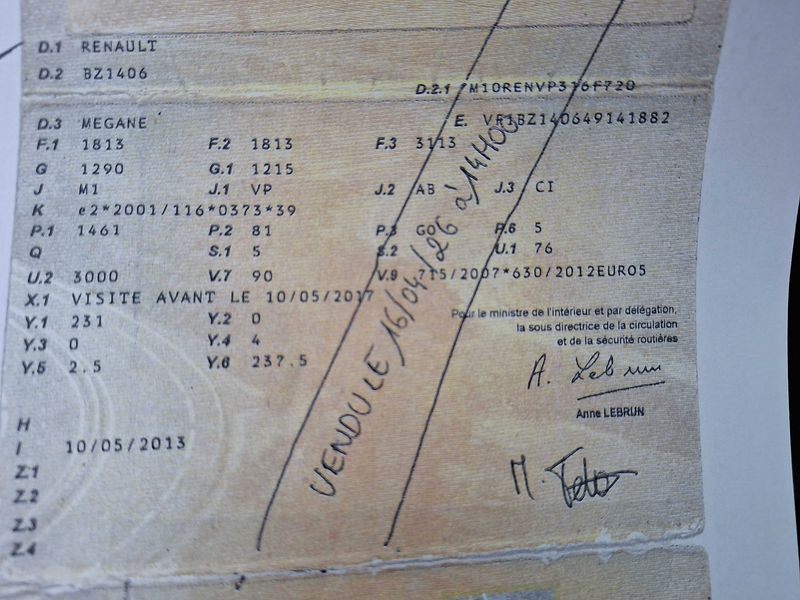 D.1 RENAULT
D.2 BZ1406
D.2.1 M10RENVP316F720
D.3 MEGANE
E. VF1BZ140649141882
F.1 1813 F.2 1813 F.3 3113
G 1290 G.1 1215
J M1 J.1 VP J.2 AB J.3 CI
K e2*2001/116*0373*39
P.1 1461 P.2 81 P.3 GO P.6 5
Q S.1 5 S.2 U.1 76
U.2 3000 V.7 90 V.9 715/2007*630/2012EURO5
X.1 VISITE AVANT LE 10/05/2017
Y.1 231 Y.2 0
Y.3 0 Y.4 4
Y.5 2.5 Y.6 237.5
Pour le ministre de l'intérieur et par délégation,
la sous directrice de la circulation
et de la sécurité routières
A. Lebrun
Anne LEBRUN
H
I 10/05/2013
Z.1
Z.2
Z.3
Z.4
VENDU LE 16/04/26 à 14H00
M.